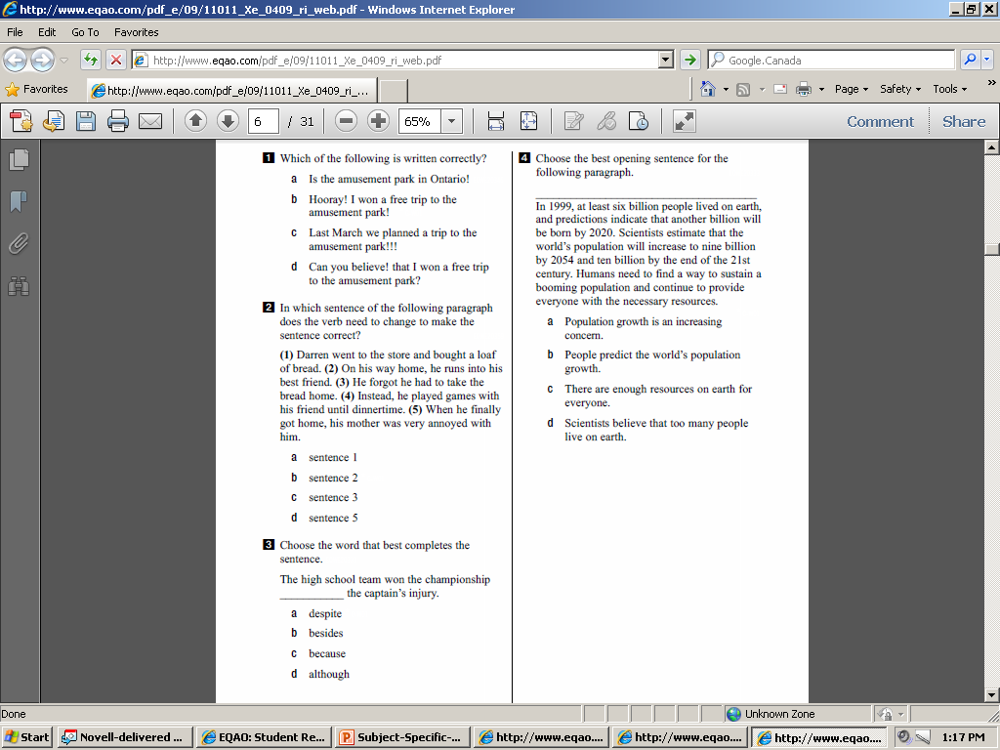 http://www.eqao.com/pdf_e/09/11011_Xe_0409_ri_web.pdf - Windows Internet Explorer
File Edit Go To Favorites
http://www.eqao.com/pdf_e/09/11011_Xe_0409_ri_web.pdf Google.Canada
Favorites http://www.eqao.com/pdf_e/09/11011_Xe_0409_ri_... Page Safety Tools »
6 / 31 65% Comment Share
1 Which of the following is written correctly?
a Is the amusement park in Ontario!
b Hooray! I won a free trip to the
amusement park!
c Last March we planned a trip to the
amusement park!!!
d Can you believe! that I won a free trip
to the amusement park?
2 In which sentence of the following paragraph
does the verb need to change to make the
sentence correct?
(1) Darren went to the store and bought a loaf
of bread. (2) On his way home, he runs into his
best friend. (3) He forgot he had to take the
bread home. (4) Instead, he played games with
his friend until dinnertime. (5) When he finally
got home, his mother was very annoyed with
him.
a sentence 1
b sentence 2
c sentence 3
d sentence 5
3 Choose the word that best completes the
sentence.
The high school team won the championship
___________ the captain's injury.
a despite
b besides
c because
d although
4 Choose the best opening sentence for the
following paragraph.
______________________________________
In 1999, at least six billion people lived on earth,
and predictions indicate that another billion will
be born by 2020. Scientists estimate that the
world's population will increase to nine billion
by 2054 and ten billion by the end of the 21st
century. Humans need to find a way to sustain a
booming population and continue to provide
everyone with the necessary resources.
a Population growth is an increasing
concern.
b People predict the world's population
growth.
c There are enough resources on earth for
everyone.
d Scientists believe that too many people
live on earth.
Done Unknown Zone
Start Novell-delivered ... EQAO: Student Re... Subject-Specific-... http://www.eqao.... http://www.eqao.... http://www.eqao.... 1:17 PM